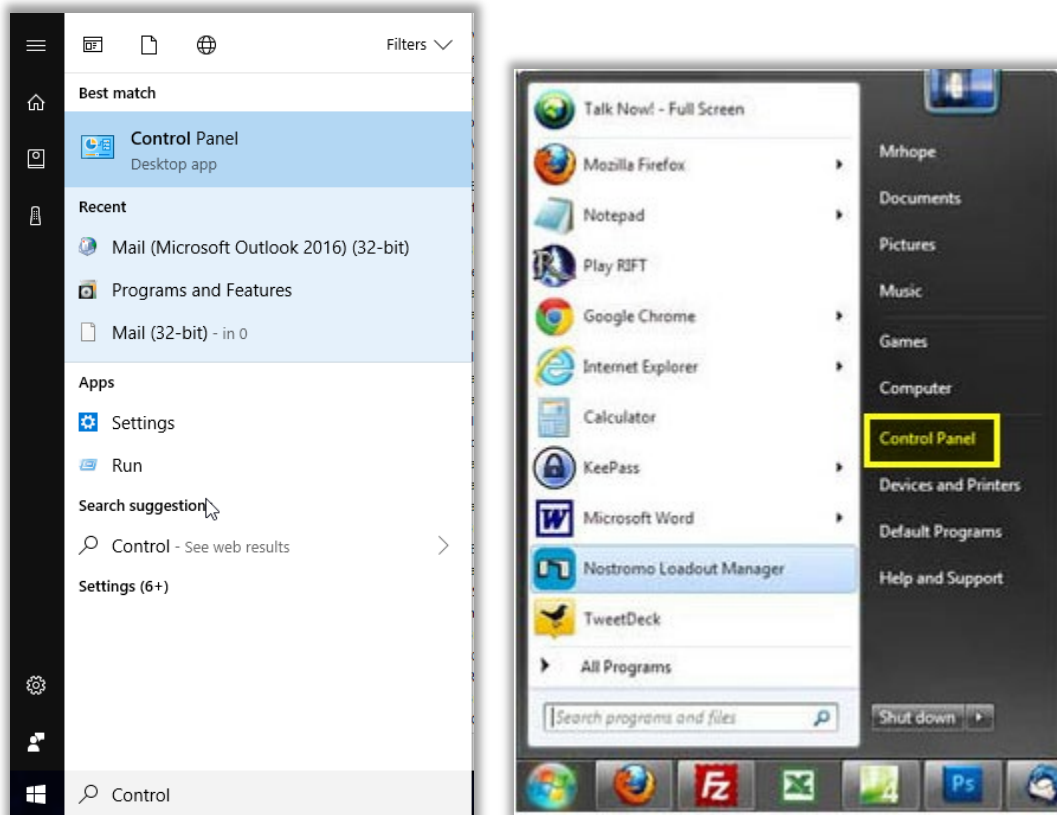 Filters
Best match
Control Panel
Desktop app
Recent
Mail (Microsoft Outlook 2016) (32-bit)
Programs and Features
Mail (32-bit) - in 0
Apps
Settings
Run
Search suggestion
Control - See web results
Settings (6+)
Control
Talk Now! - Full Screen
Mozilla Firefox
Notepad
Play RIFT
Google Chrome
Internet Explorer
Calculator
KeePass
Microsoft Word
Nostromo Loadout Manager
TweetDeck
All Programs
Search programs and files
Mrhope
Documents
Pictures
Music
Games
Computer
Control Panel
Devices and Printers
Default Programs
Help and Support
Shut down
Fz
4
Ps